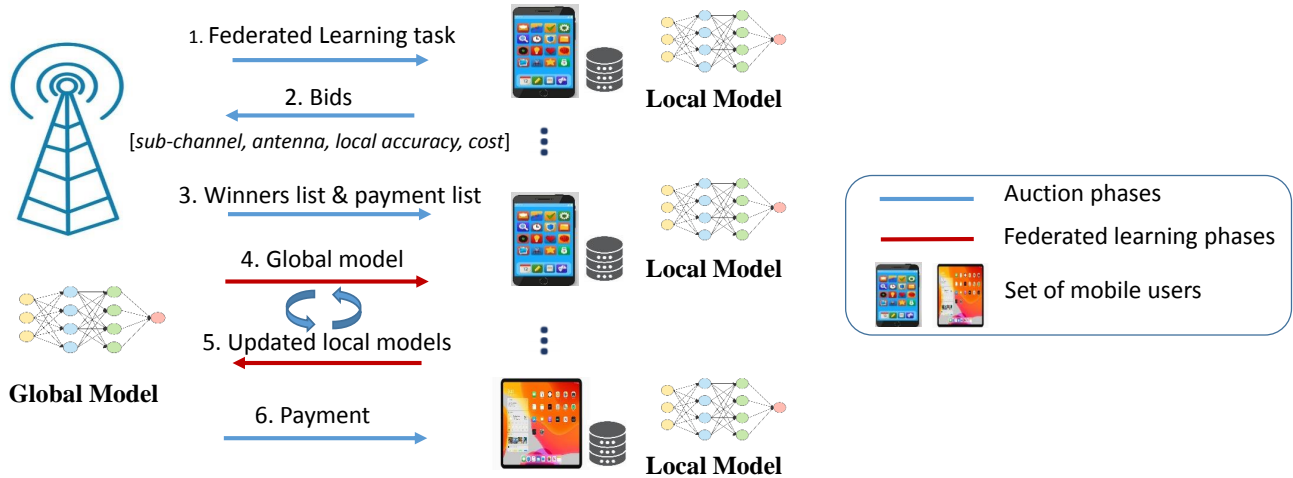 1. Federated Learning task
2. Bids
[sub-channel, antenna, local accuracy, cost]
3. Winners list & payment list
4. Global model
5. Updated local models
6. Payment
Global Model
Local Model
Local Model
Local Model
Auction phases
Federated learning phases
Set of mobile users